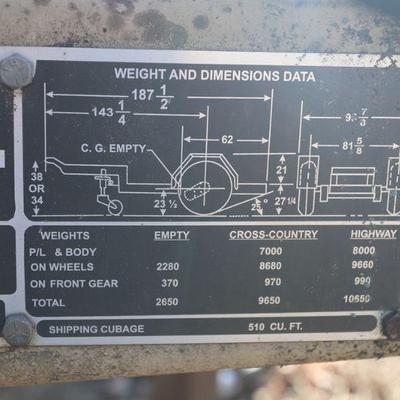 WEIGHT AND DIMENSIONS DATA
187 1/2
143 1/4
62
81 5/8
C. G. EMPTY
38
OR
34
23 ½
25°
21
27 1/4
WEIGHTS EMPTY CROSS-COUNTRY HIGHWAY
P/L & BODY 7000 8000
ON WHEELS 2280 8680 9660
ON FRONT GEAR 370 970 990
TOTAL 2650 9650 10650
SHIPPING CUBAGE 510 CU. FT.